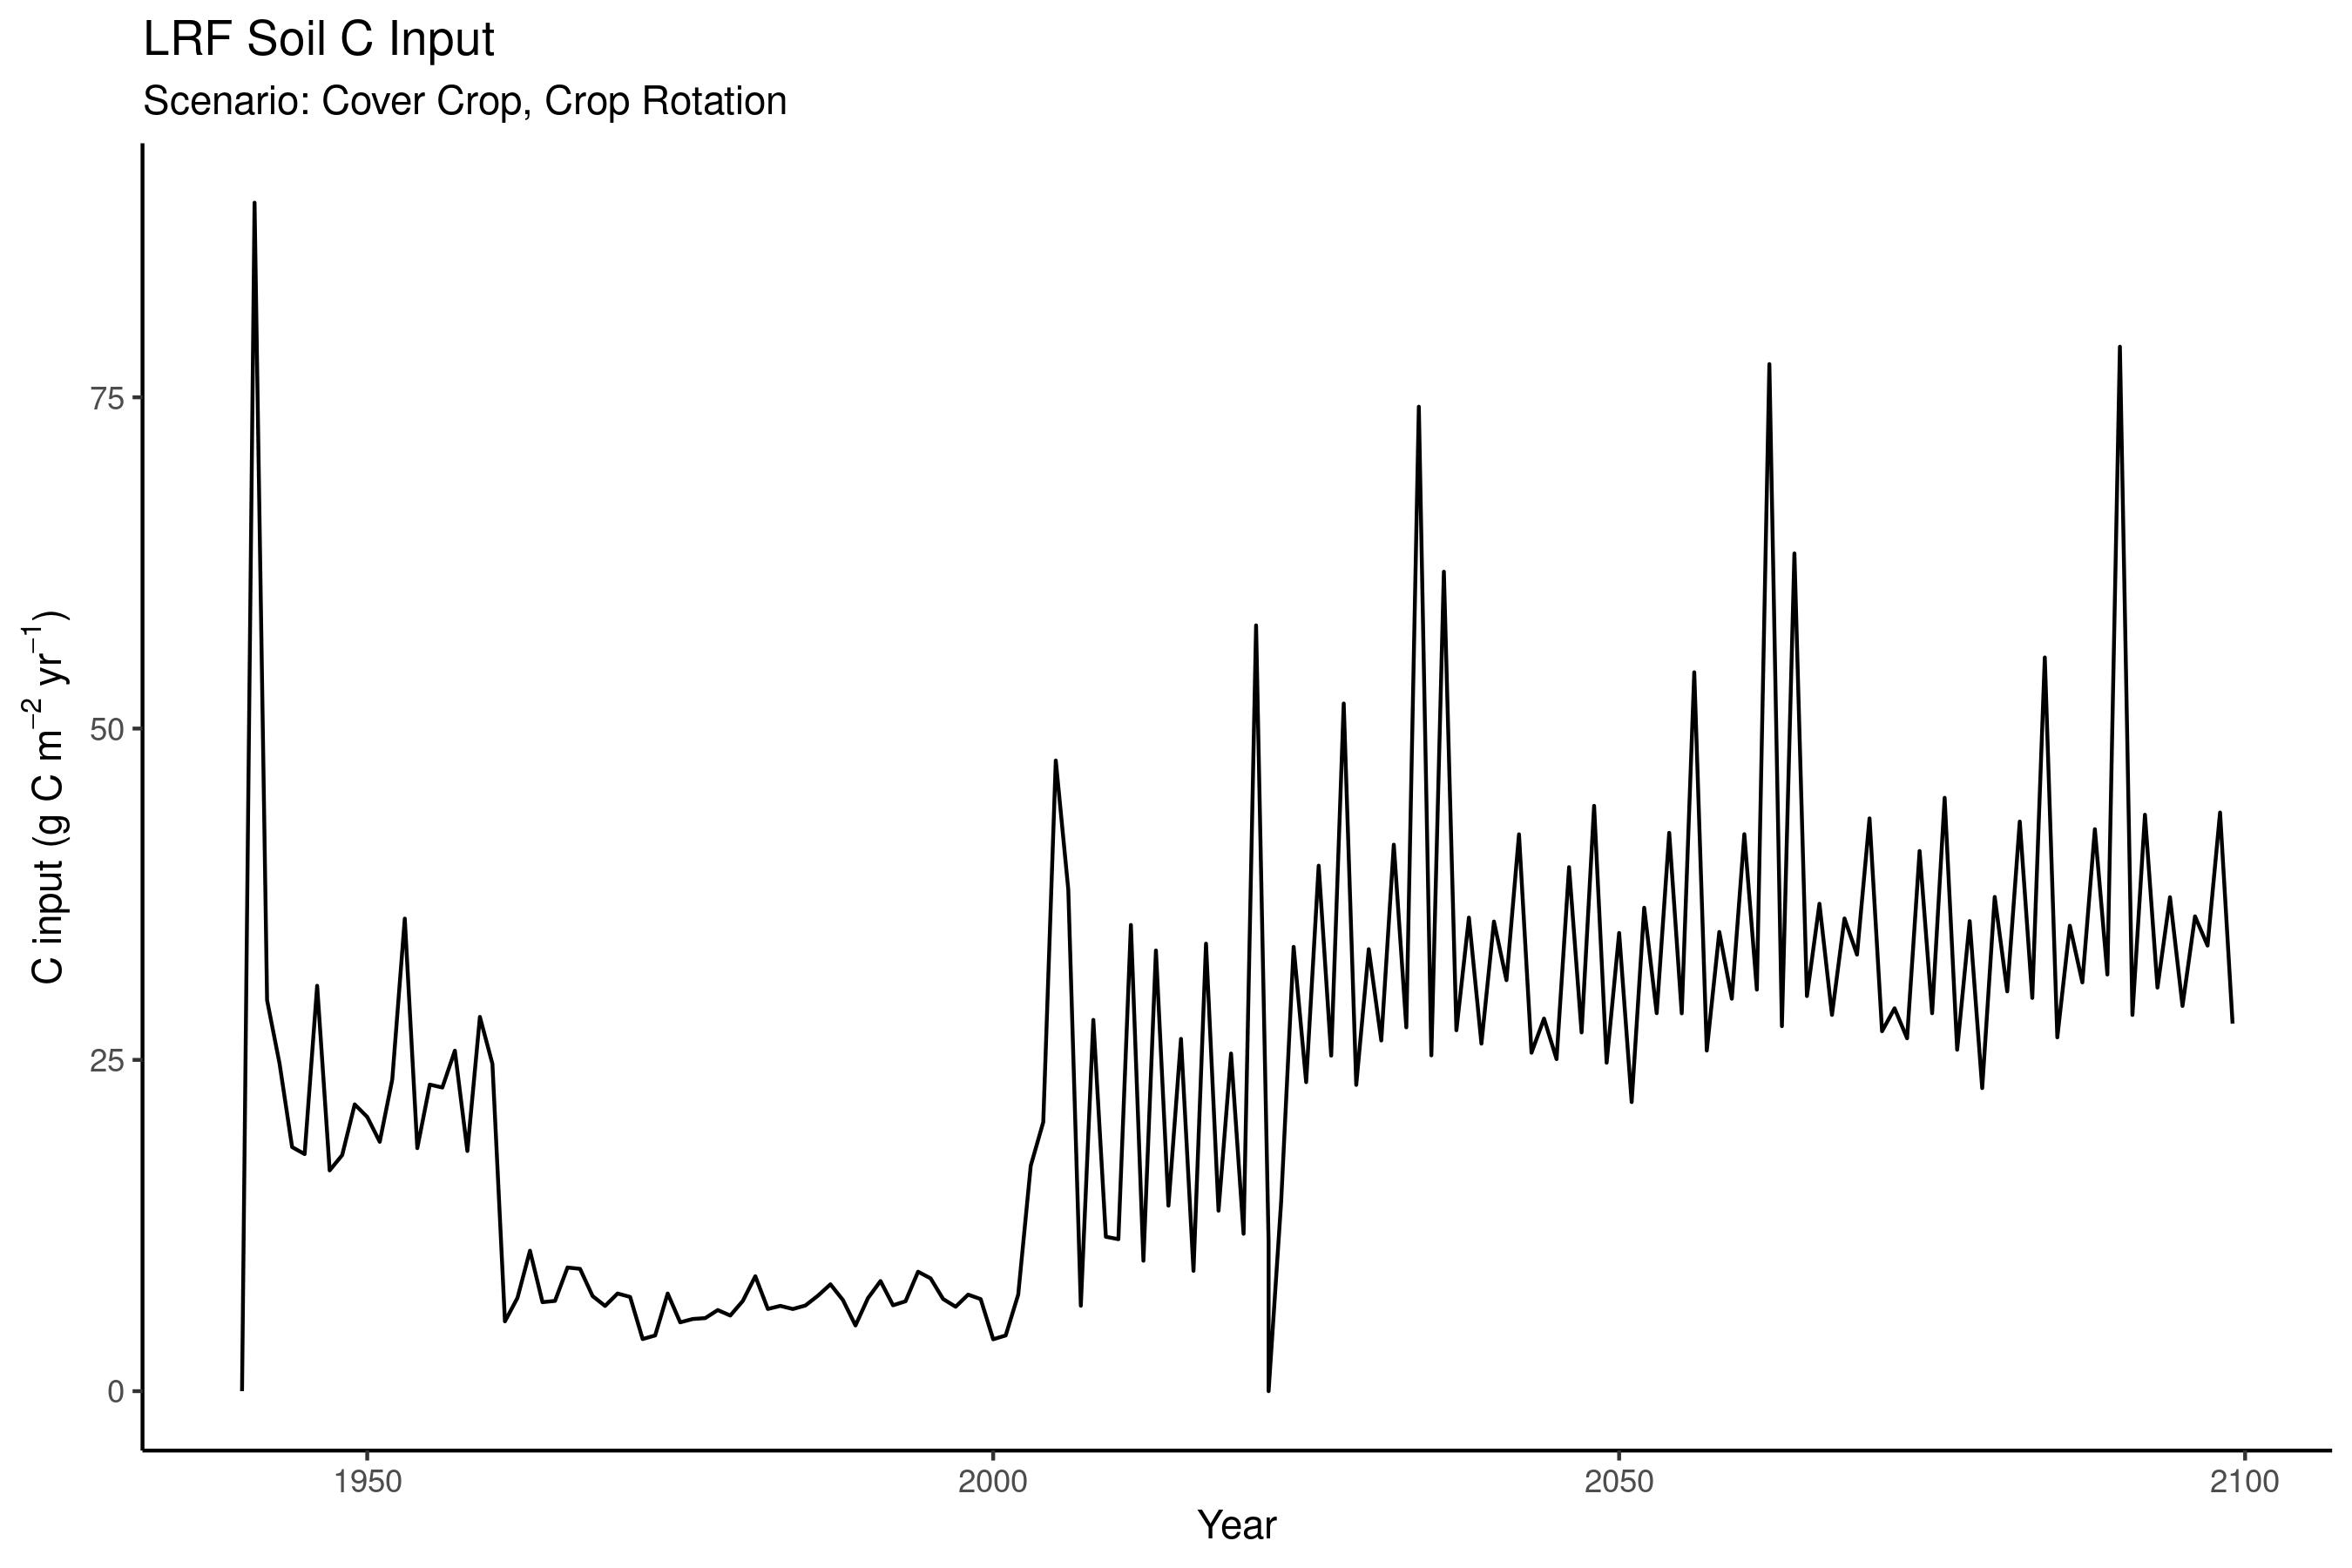 LRF Soil C Input
Scenario: Cover Crop, Crop Rotation
C input (g C m⁻² yr⁻¹)
75
50
25
0
1950
2000
2050
2100
Year